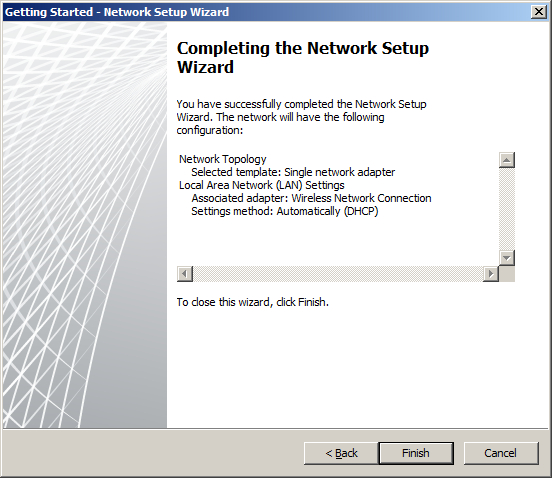 Getting Started - Network Setup Wizard
Completing the Network Setup
Wizard
You have successfully completed the Network Setup
Wizard. The network will have the following
configuration:
Network Topology
Selected template: Single network adapter
Local Area Network (LAN) Settings
Associated adapter: Wireless Network Connection
Settings method: Automatically (DHCP)
To close this wizard, click Finish.
< Back
Finish
Cancel